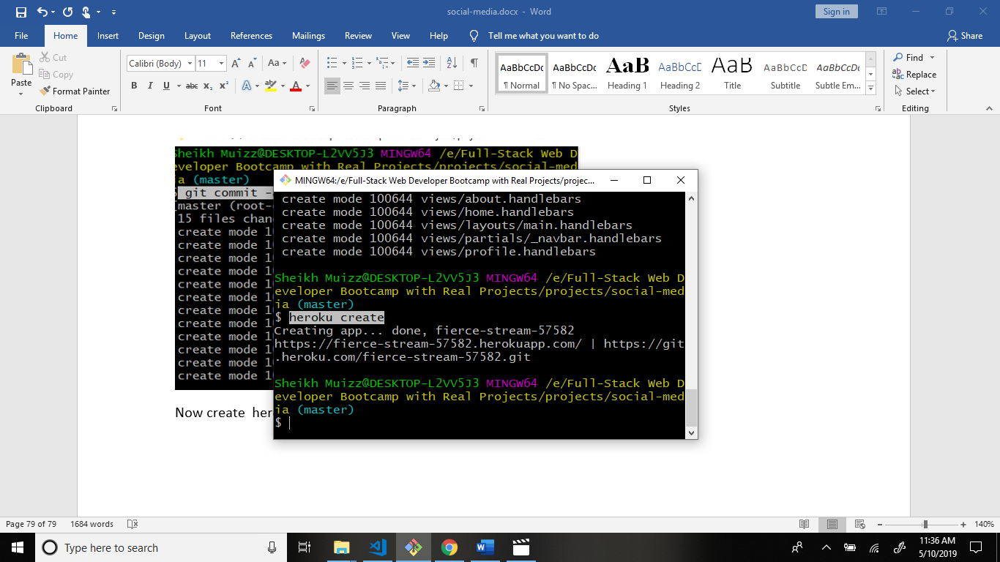 social-media.docx - Word
Sign in
File Home Insert Design Layout References Mailings Review View Help Tell me what you want to do Share
Paste
Cut
Copy
Format Painter
Clipboard
Calibri (Body) 11
Font
Paragraph
AaBbCcDc AaBbCcDc AaB AaBbCcD AaB AaBbCcD AaBbCcDc
¶ Normal ¶ No Spac... Heading 1 Heading 2 Title Subtitle Subtle Em...
Styles
Find
Replace
Select
Editing
Sheikh Muizz@DESKTOP-L2VV5J3 MINGW64 /e/Full-Stack Web D
eveloper Bootcamp with Real Projects/projects/social-med
ia (master)
git commit -
master (root-
15 files chan
create mode 10
create mode 10
create mode 10
create mode 10
create mode 10
create mode 10
create mode 10
create mode 10
create mode 10
create mode 10
create mode 10
create mode 10
Now create her
MINGW64:/e/Full-Stack Web Developer Bootcamp with Real Projects/projec...
create mode 100644 views/about.handlebars
create mode 100644 views/home.handlebars
create mode 100644 views/layouts/main.handlebars
create mode 100644 views/partials/_navbar.handlebars
create mode 100644 views/profile.handlebars
Sheikh Muizz@DESKTOP-L2VV5J3 MINGW64 /e/Full-Stack Web D
eveloper Bootcamp with Real Projects/projects/social-med
ia (master)
$ heroku create
Creating app... done, fierce-stream-57582
https://fierce-stream-57582.herokuapp.com/ | https://git
.heroku.com/fierce-stream-57582.git
Sheikh Muizz@DESKTOP-L2VV5J3 MINGW64 /e/Full-Stack Web D
eveloper Bootcamp with Real Projects/projects/social-med
ia (master)
$
Page 79 of 79 1684 words
140%
Type here to search
11:36 AM
5/10/2019